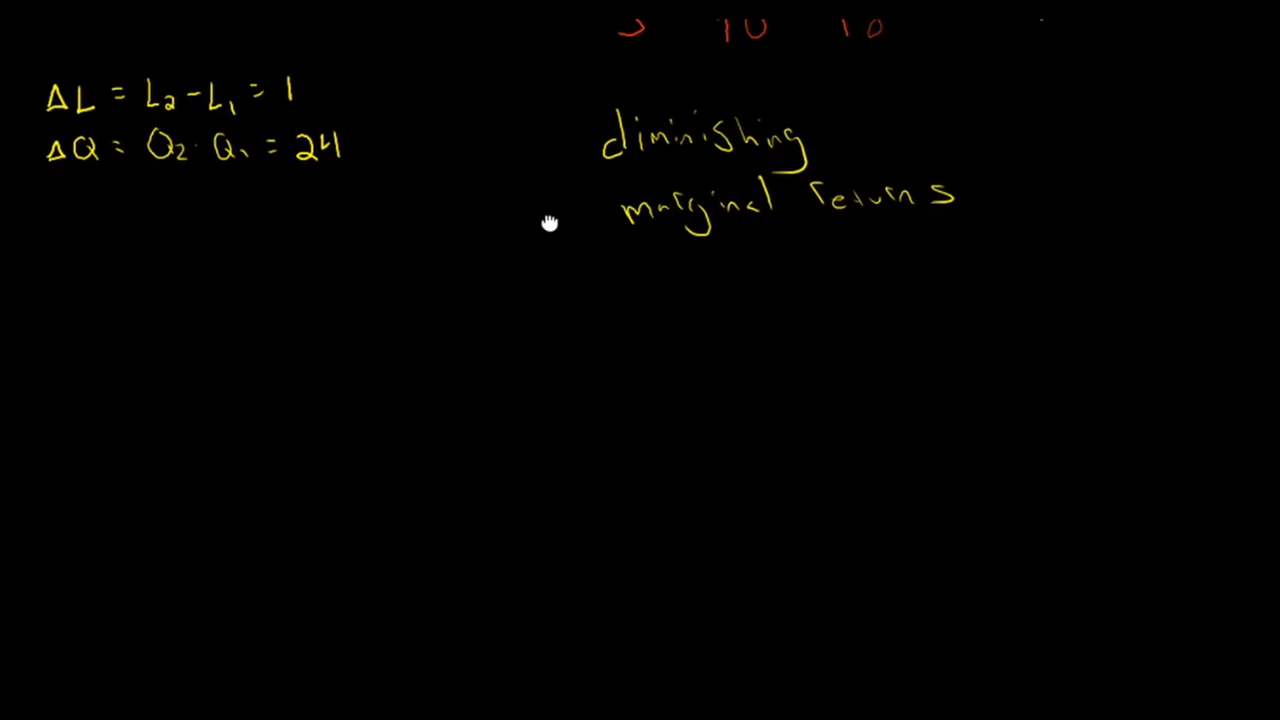 ΔL = L₂ - L₁ = 1
ΔQ = Q₂ - Q₁ = 24
diminishing
marginal returns